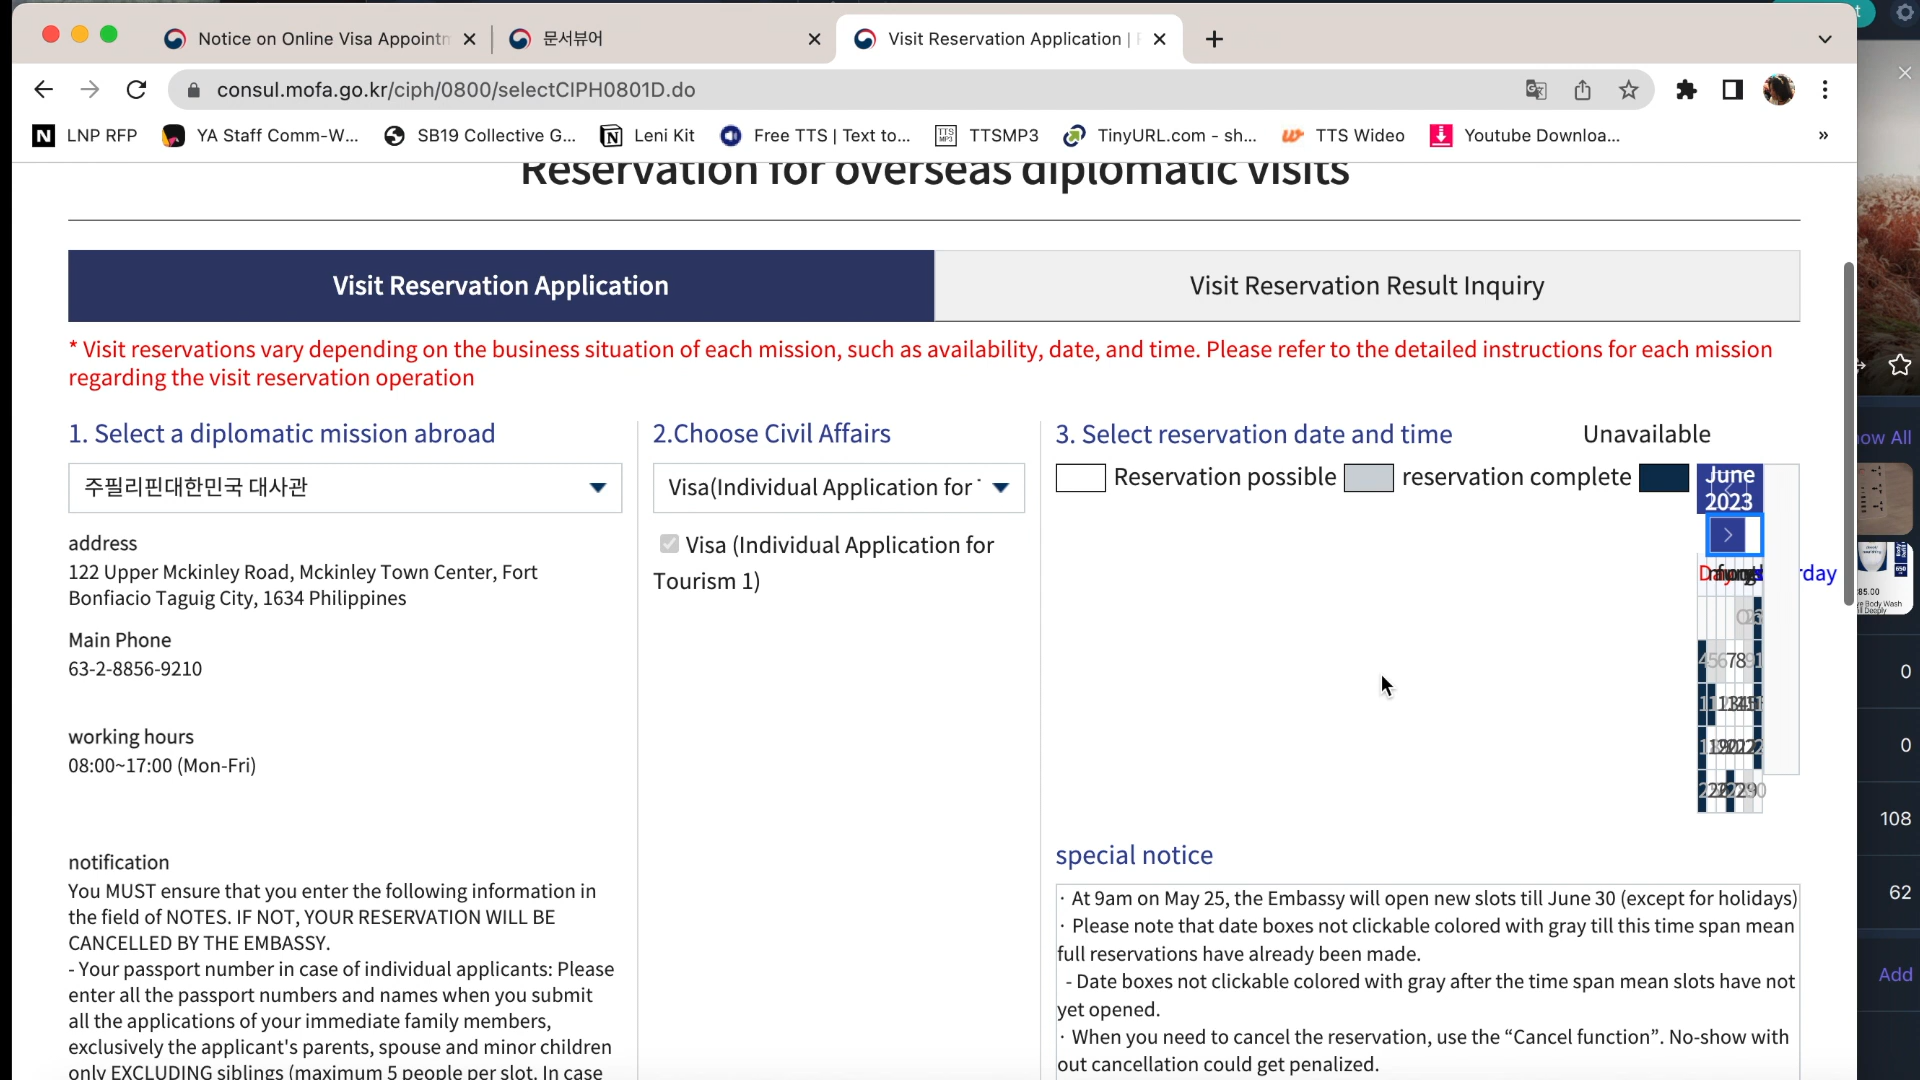 Notice on Online Visa Appointn
문서뷰어
Visit Reservation Application |
consul.mofa.go.kr/ciph/0800/selectCIPH0801D.do
LNP RFP
YA Staff Comm-W...
SB19 Collective G...
Leni Kit
Free TTS | Text to...
TTSMP3
TinyURL.com - sh...
TTS Wideo
Youtube Downloa...
»
Reservation for overseas diplomatic visits
Visit Reservation Application
Visit Reservation Result Inquiry
* Visit reservations vary depending on the business situation of each mission, such as availability, date, and time. Please refer to the detailed instructions for each mission
regarding the visit reservation operation
1. Select a diplomatic mission abroad
주필리핀대한민국 대사관
address
122 Upper Mckinley Road, Mckinley Town Center, Fort
Bonfiacio Taguig City, 1634 Philippines
Main Phone
63-2-8856-9210
working hours
08:00~17:00 (Mon-Fri)
notification
You MUST ensure that you enter the following information in
the field of NOTES. IF NOT, YOUR RESERVATION WILL BE
CANCELLED BY THE EMBASSY.
- Your passport number in case of individual applicants: Please
enter all the passport numbers and names when you submit
all the applications of your immediate family members,
exclusively the applicant's parents, spouse and minor children
only EXCLUDING siblings (maximum 5 people per slot. In case
2.Choose Civil Affairs
Visa(Individual Application for
Visa (Individual Application for
Tourism 1)
3. Select reservation date and time
Unavailable
Reservation possible
reservation complete
June
2023
special notice
· At 9am on May 25, the Embassy will open new slots till June 30 (except for holidays)
· Please note that date boxes not clickable colored with gray till this time span mean
full reservations have already been made.
- Date boxes not clickable colored with gray after the time span mean slots have not
yet opened.
· When you need to cancel the reservation, use the “Cancel function”. No-show with
out cancellation could get penalized.
ow All
85.00
0
0
108
62
Add